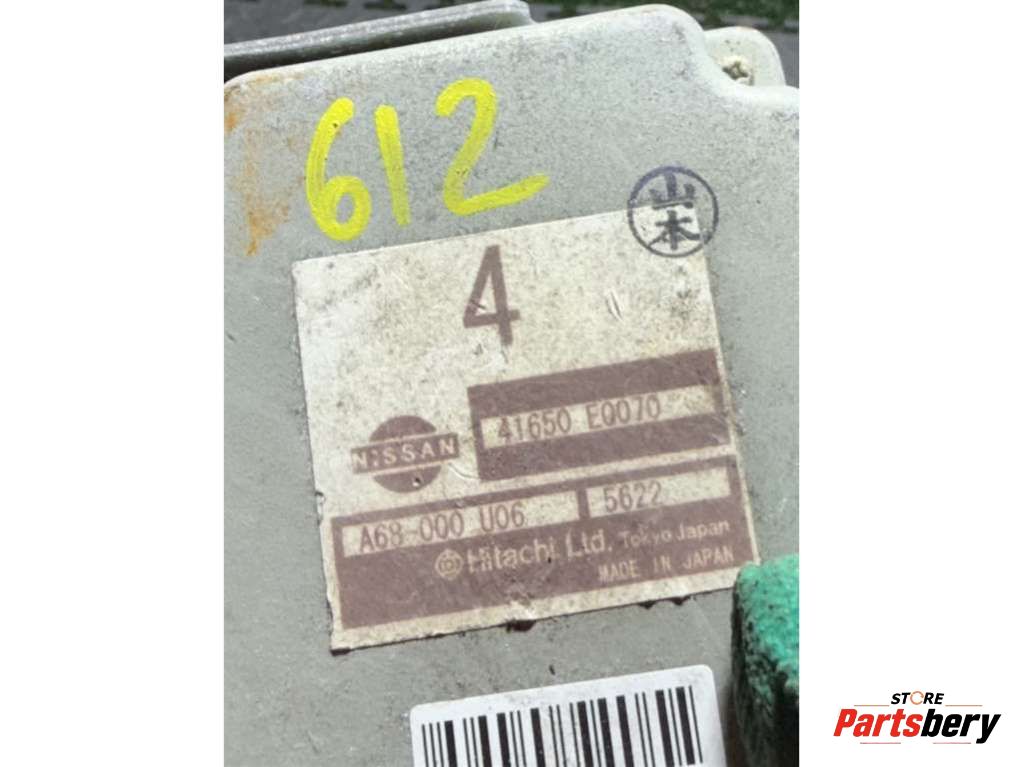 612
山
本
4
41650 E0070
NISSAN
A68-000 U06
5622
Hitachi Ltd. Tokyo Japan
MADE IN JAPAN
STORE
Partsbery